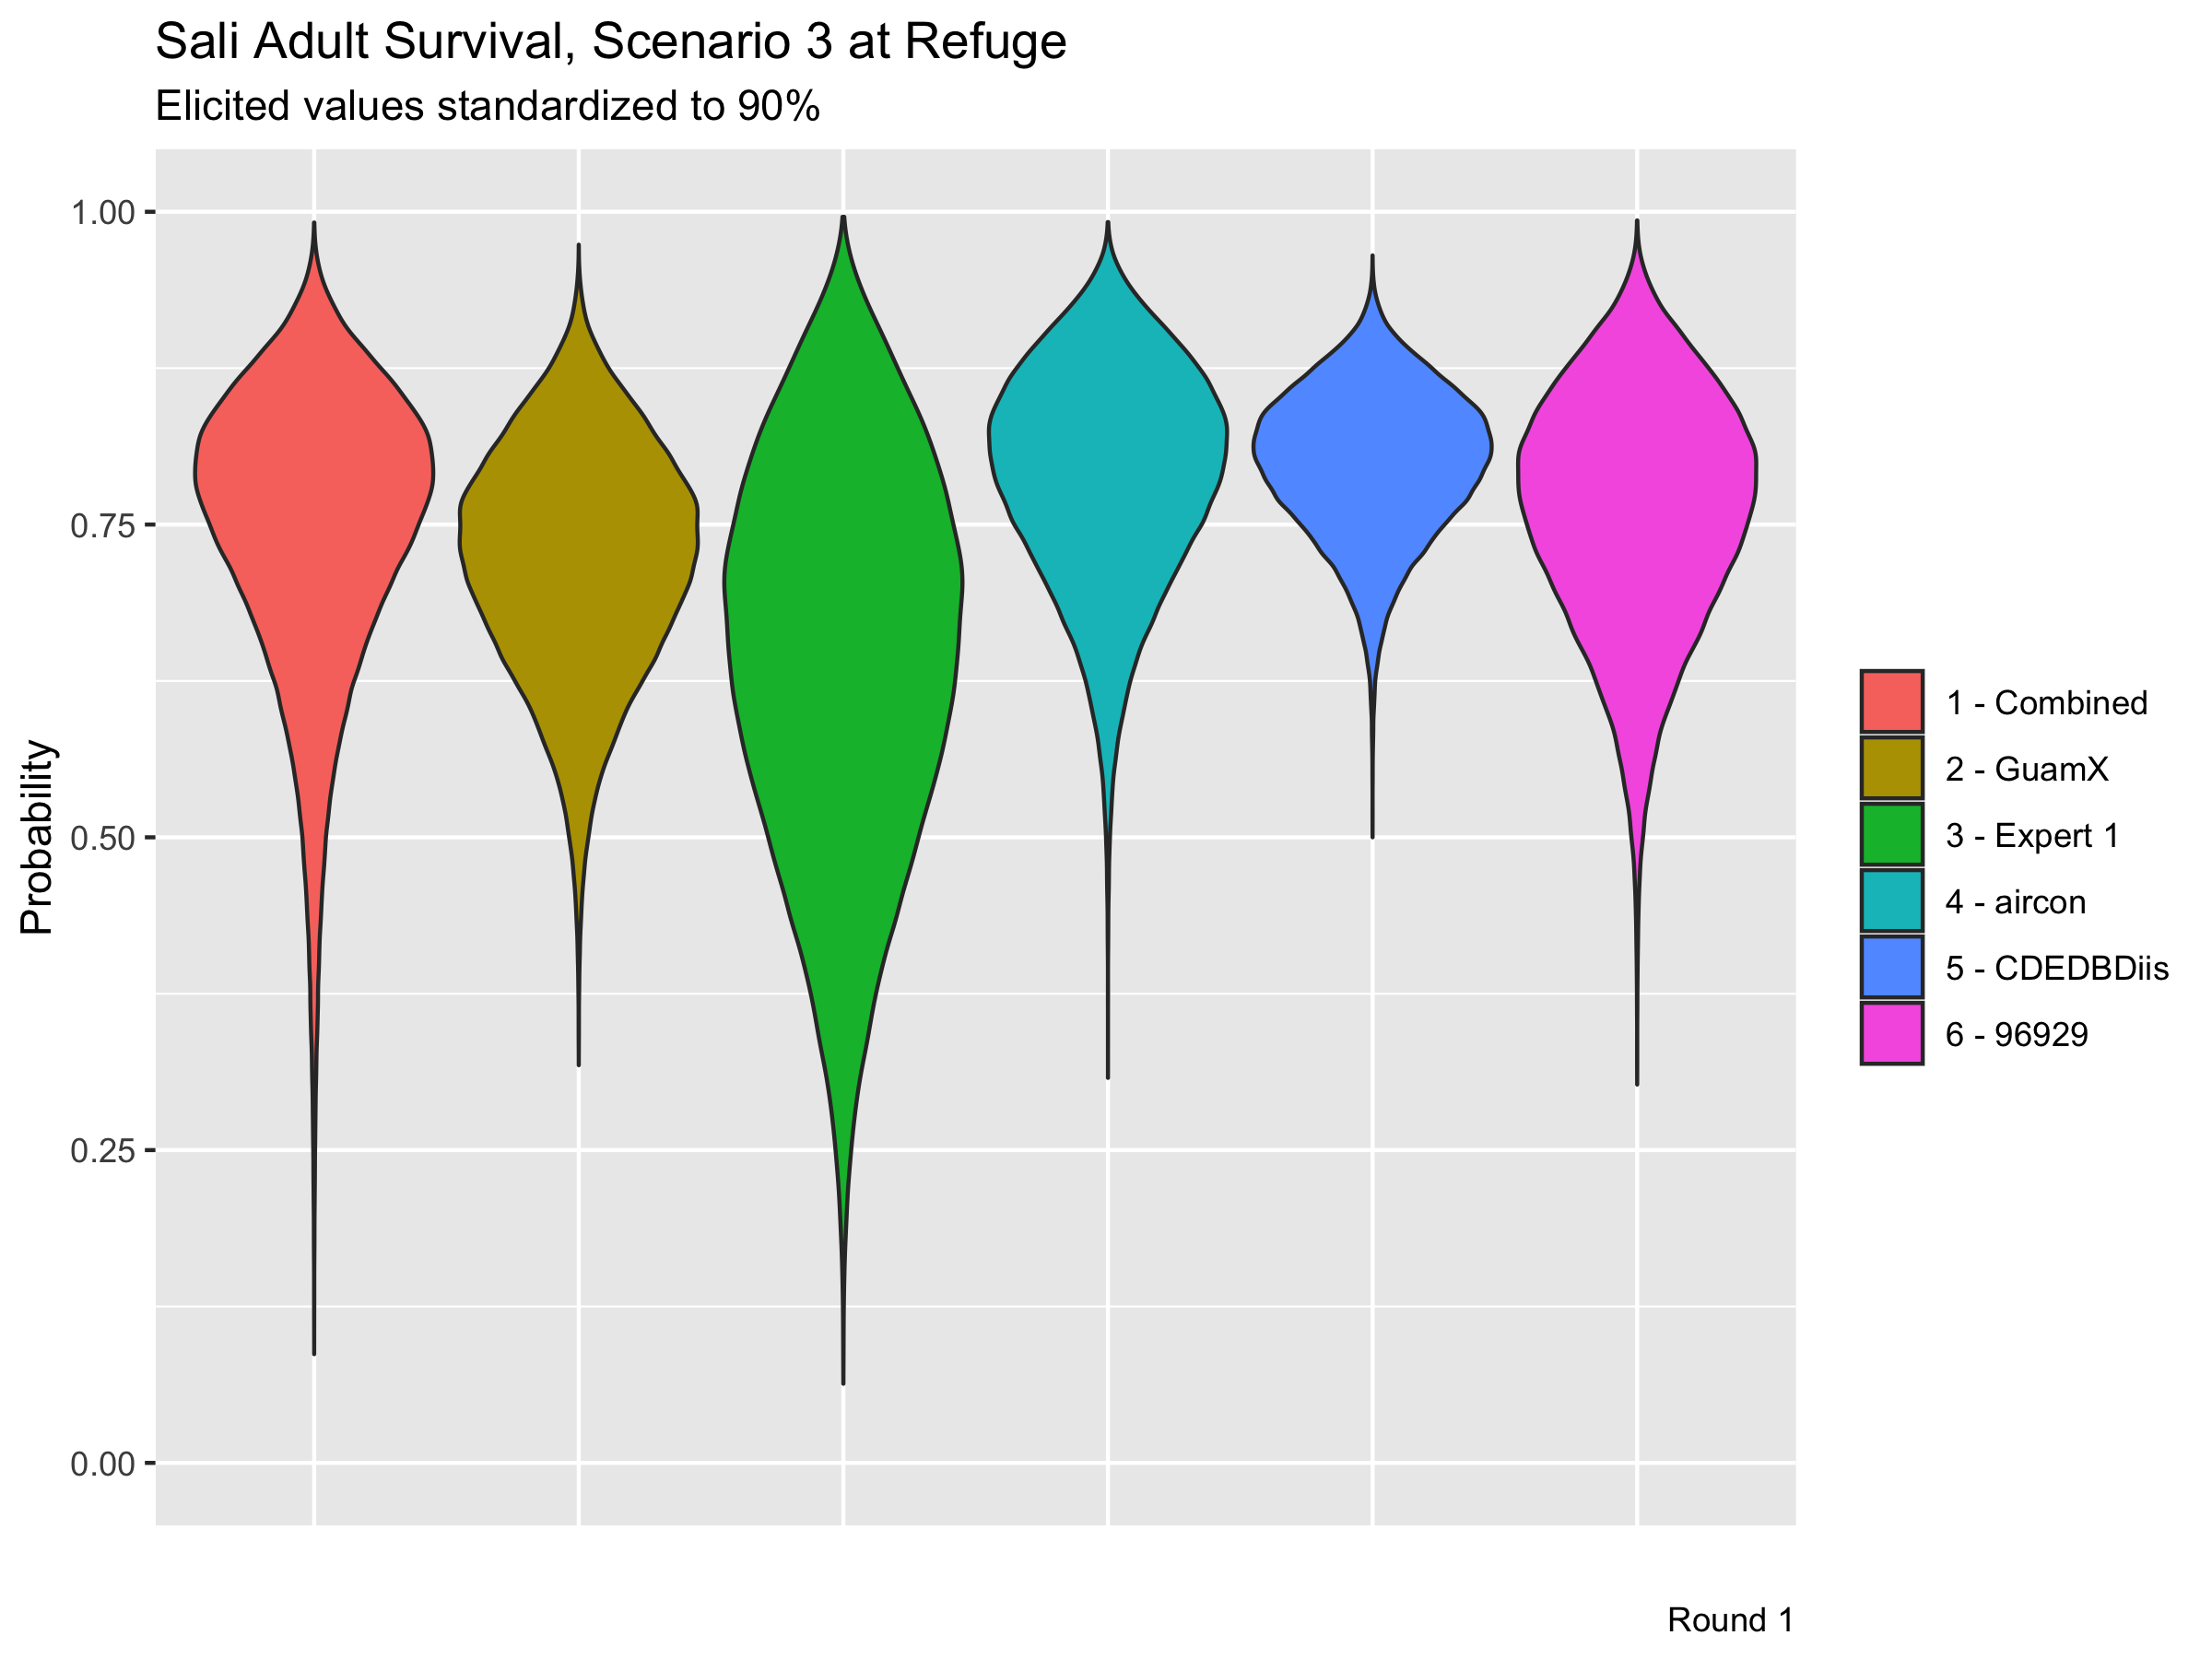 Sali Adult Survival, Scenario 3 at Refuge
Elicited values standardized to 90%
1.00
0.75
0.50
0.25
0.00
Probability
1 - Combined
2 - GuamX
3 - Expert 1
4 - aircon
5 - CDEDBDiis
6 - 96929
Round 1